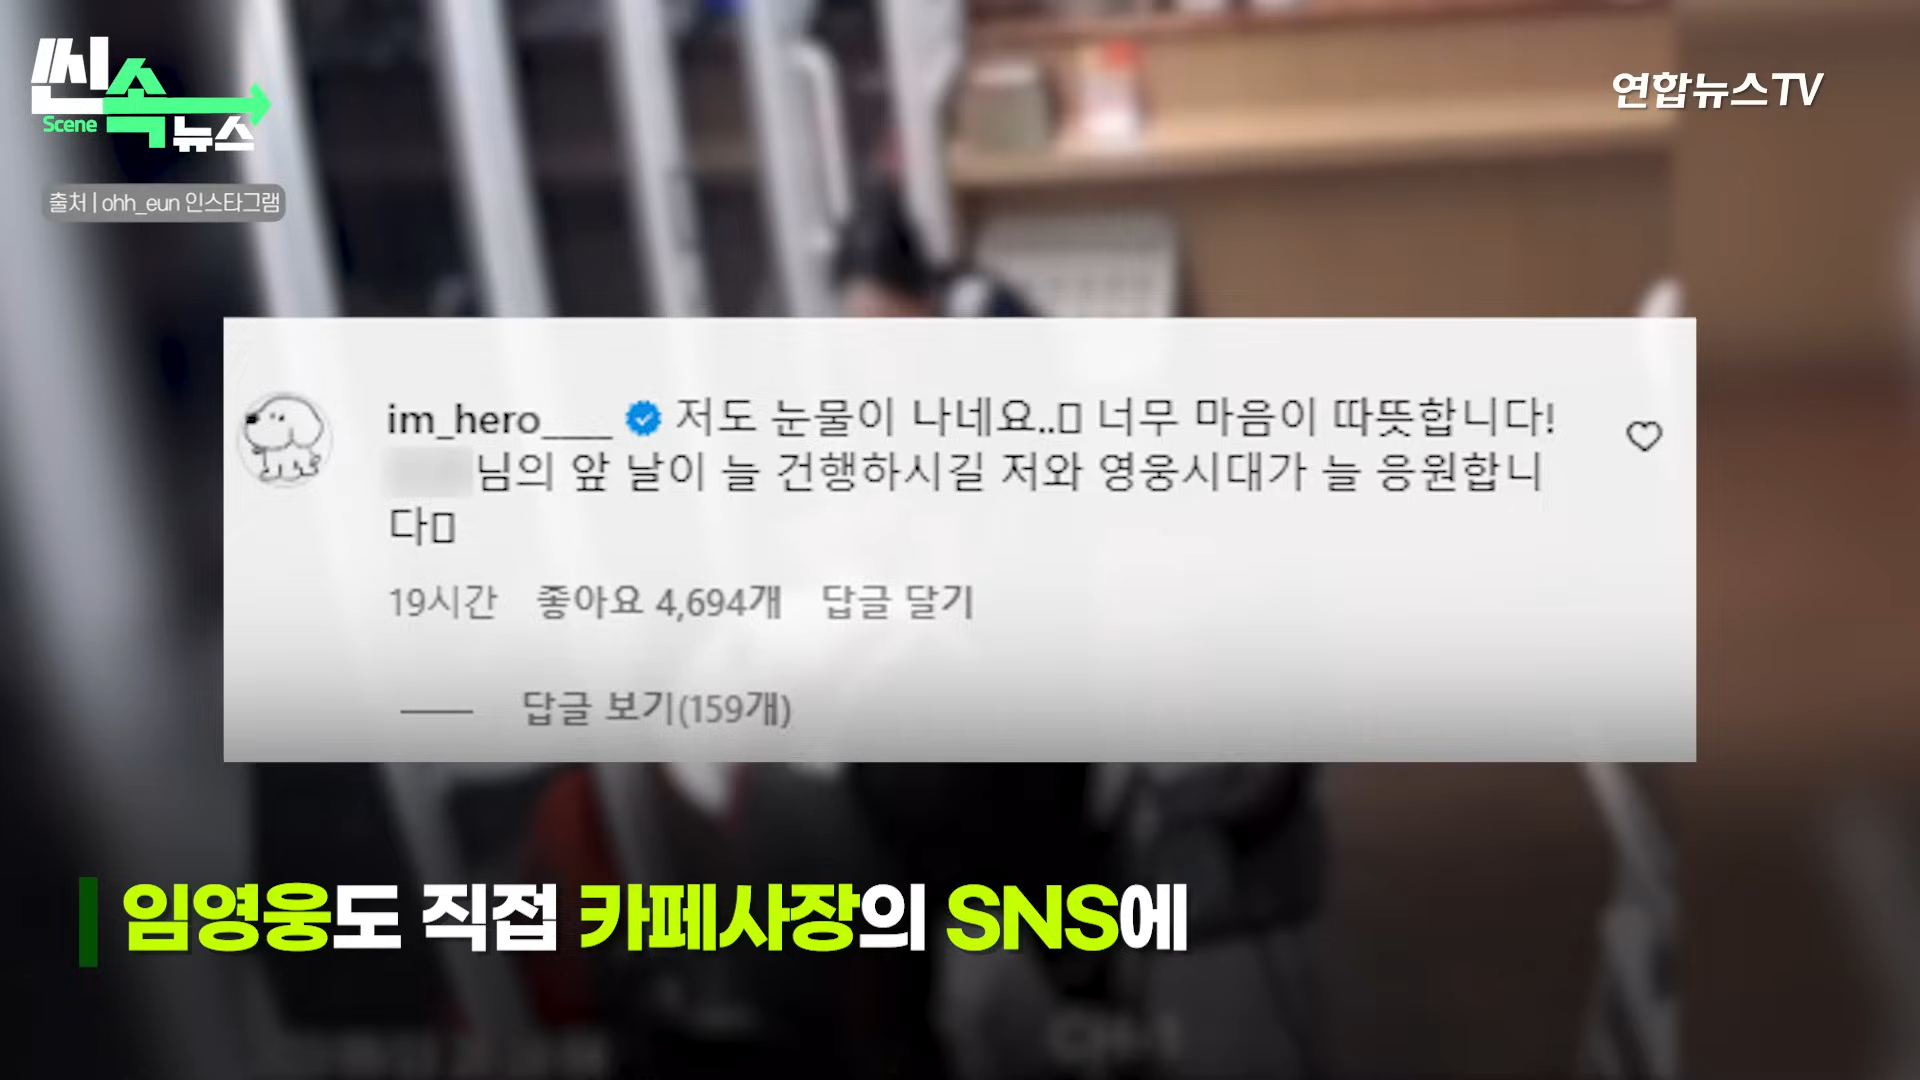 씬속뉴스
Scene
연합뉴스TV
출처 | ohh_eun 인스타그램
im_hero____ 저도 눈물이 나네요..▯ 너무 마음이 따뜻합니다!
님의 앞 날이 늘 건행하시길 저와 영웅시대가 늘 응원합니
다▯
19시간 좋아요 4,694개 답글 달기
답글 보기(159개)
임영웅도 직접 카페사장의 SNS에